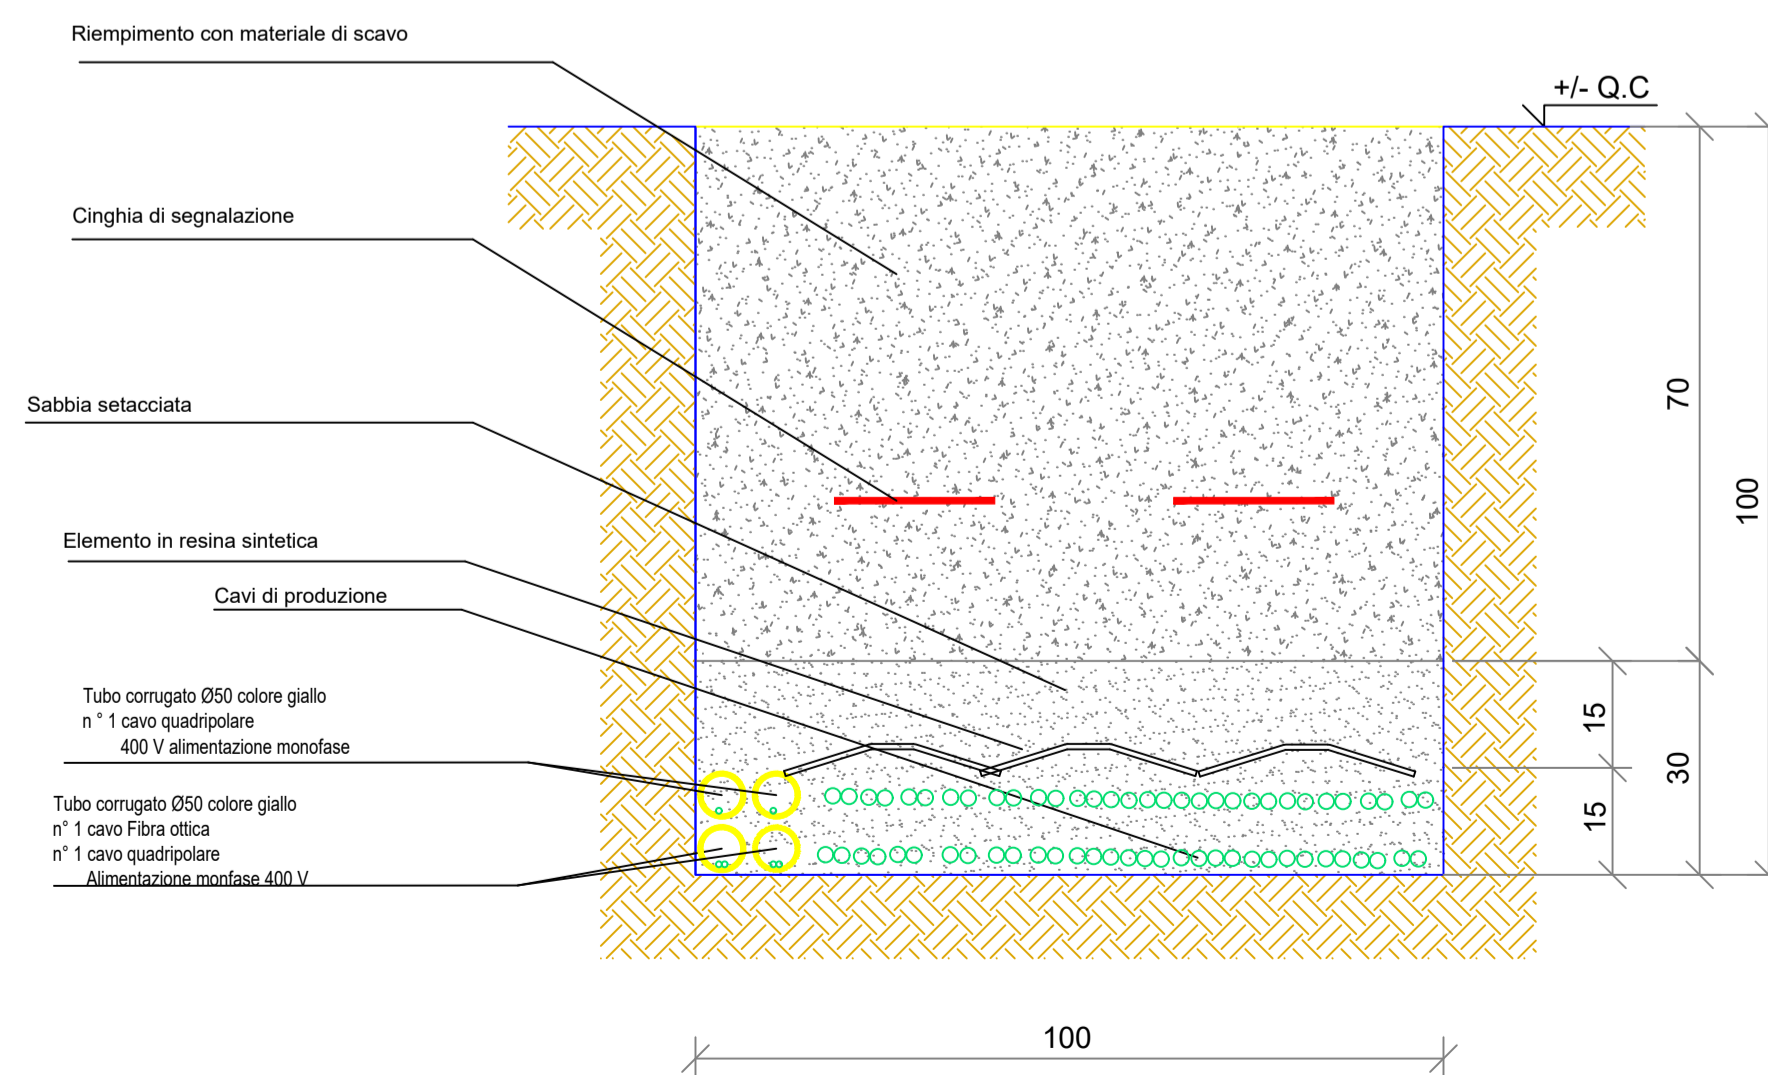 Riempimento con materiale di scavo
+/- Q.C
Cinghia di segnalazione
70
Sabbia setacciata
100
Elemento in resina sintetica
Cavi di produzione
Tubo corrugato Ø50 colore giallo
n ° 1 cavo quadripolare
400 V alimentazione monofase
15
30
Tubo corrugato Ø50 colore giallo
n° 1 cavo Fibra ottica
n° 1 cavo quadripolare
Alimentazione monfase 400 V
15
100